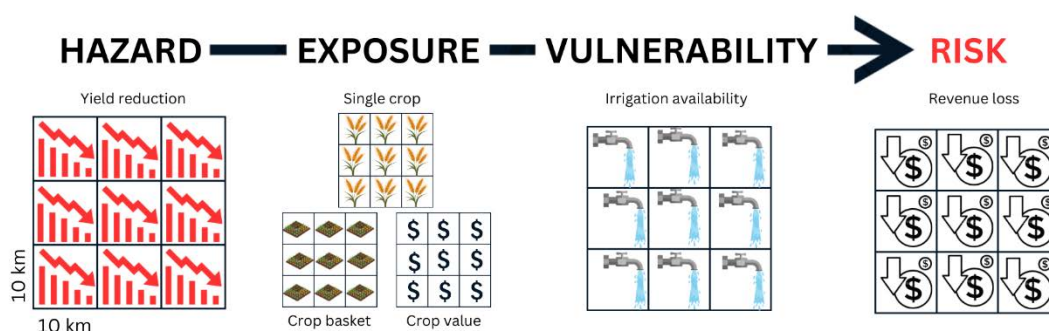 HAZARD EXPOSURE VULNERABILITY RISK
Yield reduction
Single crop
Irrigation availability
Revenue loss
10 km
10 km
Crop basket
Crop value
$ $ $
$ $ $
$ $ $
$ $ $ $ $ $
$ $ $ $ $ $
$ $ $ $ $ $